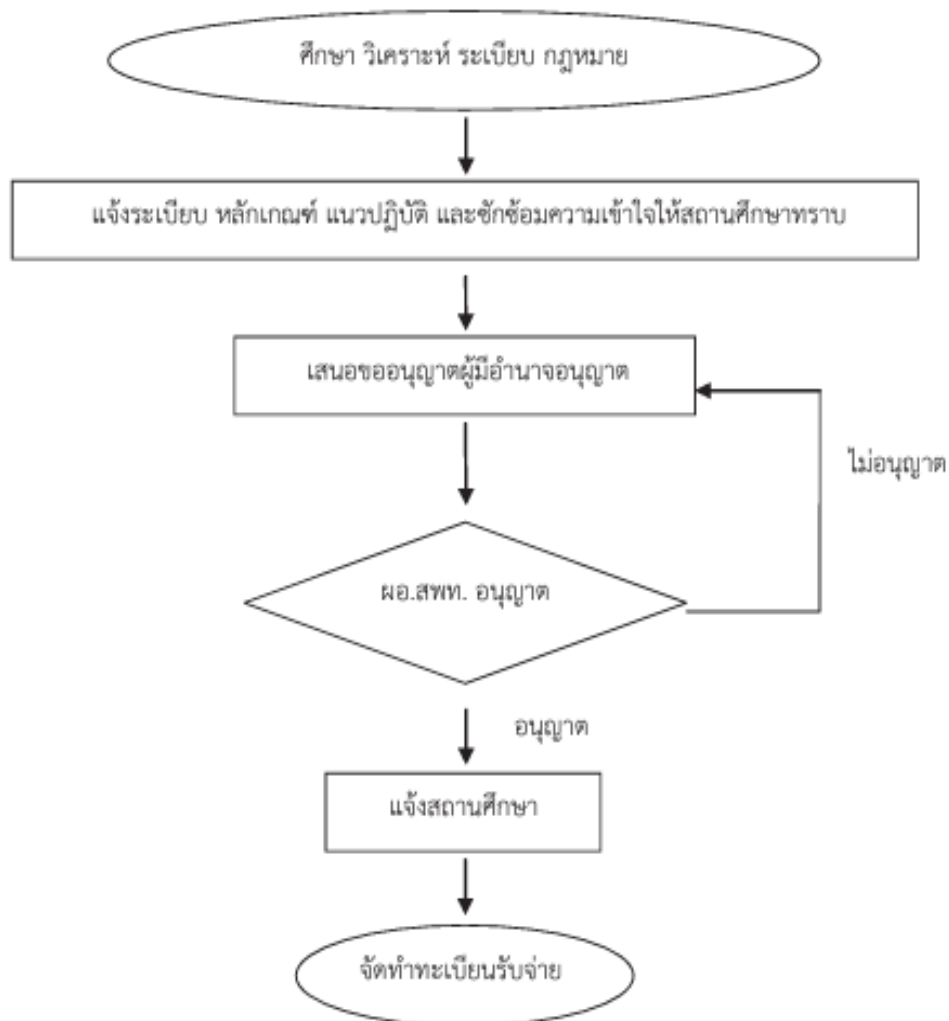 ศึกษา วิเคราะห์ ระเบียบ กฎหมาย
แจ้งระเบียบ หลักเกณฑ์ แนวปฏิบัติ และซักซ้อมความเข้าใจให้สถานศึกษาทราบ
เสนอขออนุญาตผู้มีอำนาจอนุญาต
ไม่อนุญาต
ผอ.สพท. อนุญาต
อนุญาต
แจ้งสถานศึกษา
จัดทำทะเบียนรับจ่าย